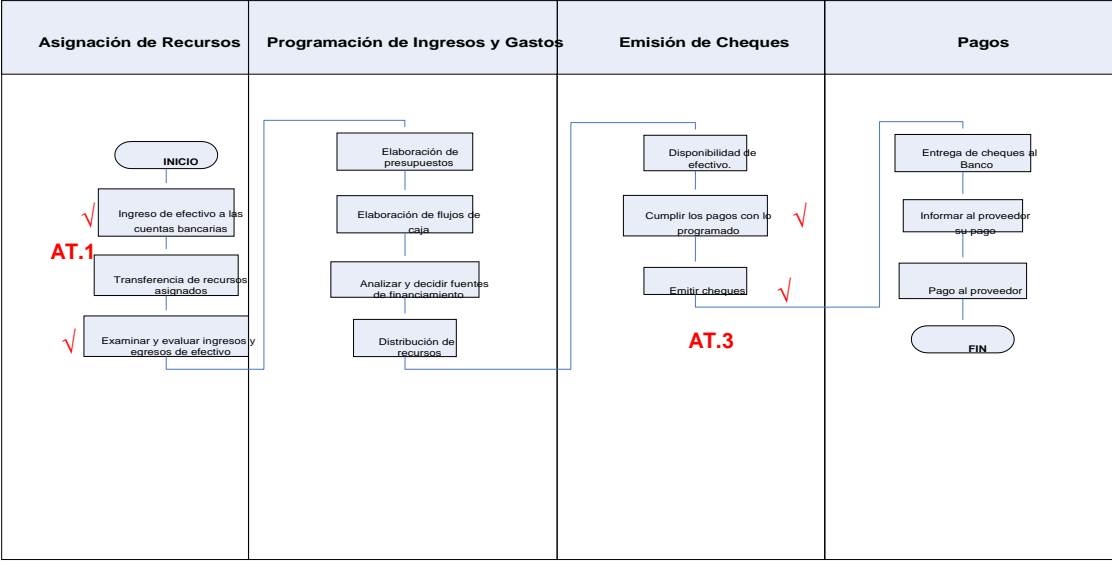 Asignación de Recursos
Programación de Ingresos y Gastos
Emisión de Cheques
Pagos
INICIO
√
Ingreso de efectivo a las
cuentas bancarias
AT.1
Transferencia de recursos
asignados
√
Examinar y evaluar ingresos y
egresos de efectivo
Elaboración de
presupuestos
Elaboración de flujos de
caja
Analizar y decidir fuentes
de financiamiento
Distribución de
recursos
Disponibilidad de
efectivo.
Cumplir los pagos con lo
programado
√
Emitir cheques
√
AT.3
Entrega de cheques al
Banco
Informar al proveedor
su pago
Pago al proveedor
FIN